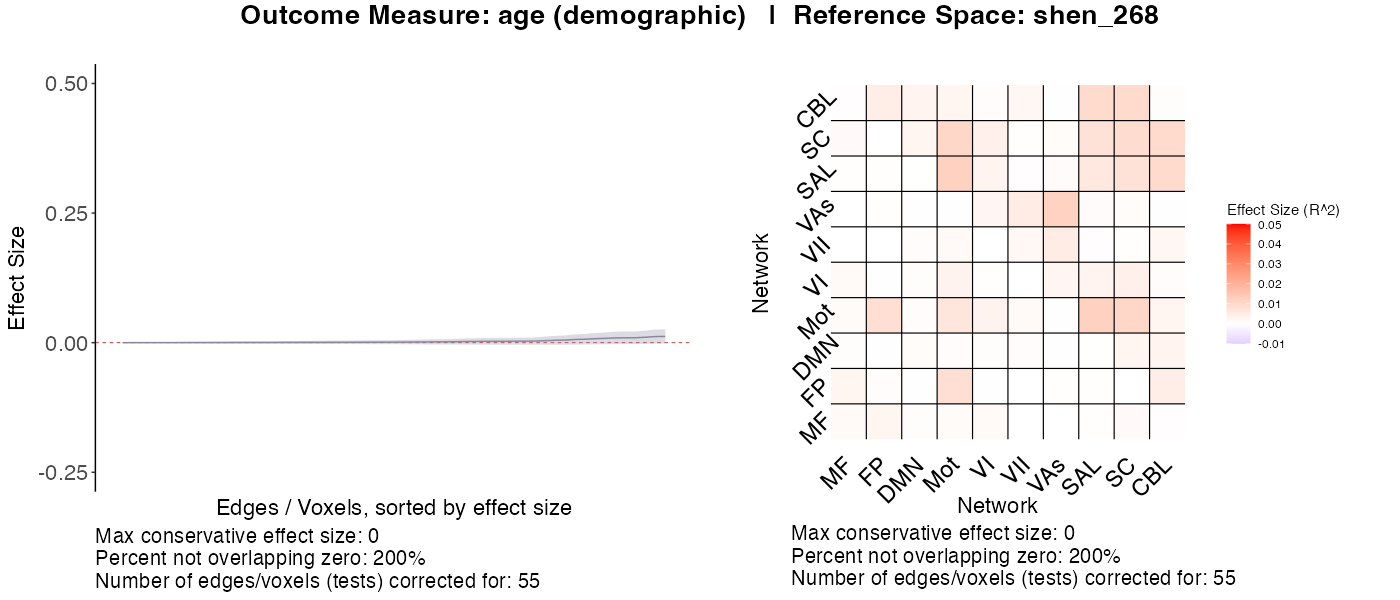 Outcome Measure: age (demographic) | Reference Space: shen_268
0.50
0.25
0.00
-0.25
Effect Size
Edges / Voxels, sorted by effect size
Max conservative effect size: 0
Percent not overlapping zero: 200%
Number of edges/voxels (tests) corrected for: 55
Network
CBL
SC
SAL
VAs
VII
VI
Mot
DMN
FP
MF
MF FP DMN Mot VI VII VAs SAL SC CBL
Network
Max conservative effect size: 0
Percent not overlapping zero: 200%
Number of edges/voxels (tests) corrected for: 55
Effect Size (R^2)
0.05
0.04
0.03
0.02
0.01
0.00
-0.01